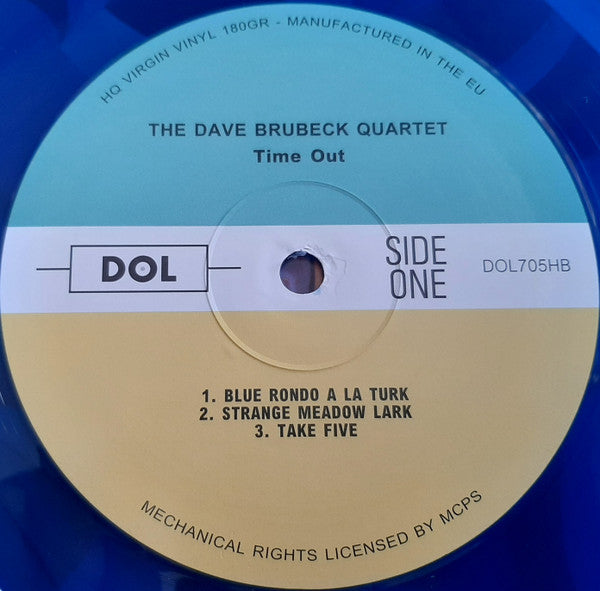 HQ VIRGIN VINYL 180GR - MANUFACTURED IN THE EU
THE DAVE BRUBECK QUARTET
Time Out
DOL
SIDE
ONE
DOL705HB
1. BLUE RONDO A LA TURK
2. STRANGE MEADOW LARK
3. TAKE FIVE
MECHANICAL RIGHTS LICENSED BY MCPS